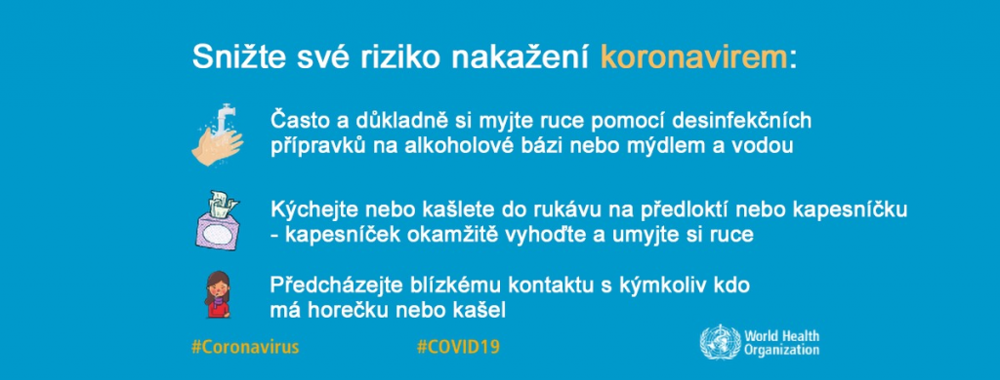 Snižte své riziko nakažení koronavirem:
Často a důkladně si myjte ruce pomocí desinfekčních
přípravků na alkoholové bázi nebo mýdlem a vodou
Kýchejte nebo kašlete do rukávu na předloktí nebo kapesníčku
- kapesníček okamžitě vyhoďte a umyjte si ruce
Předcházejte blízkému kontaktu s kýmkoliv kdo
má horečku nebo kašel
#Coronavirus #COVID19
World Health
Organization